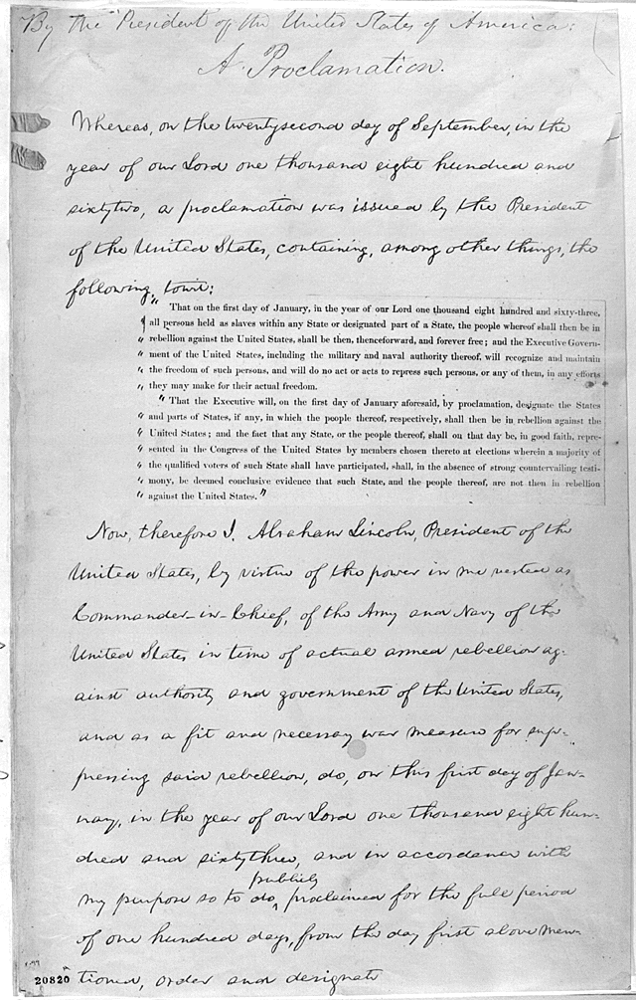 By the President of the United States of America:
A Proclamation.
Whereas, on the twentysecond day of September, in the
year of our Lord one thousand eight hundred and
sixtytwo, a proclamation was issued by the President
of the United States, containing, among other things, the
following, towit:
" That on the first day of January, in the year of our Lord one thousand eight hundred and sixty-three,
" all persons held as slaves within any State or designated part of a State, the people whereof shall then be in
" rebellion against the United States, shall be then, thenceforward, and forever free; and the Executive Govern-
" ment of the United States, including the military and naval authority thereof, will recognize and maintain
" the freedom of such persons, and will do no act or acts to repress such persons, or any of them, in any efforts
" they may make for their actual freedom.
" That the Executive will, on the first day of January aforesaid, by proclamation, designate the States
" and parts of States, if any, in which the people thereof, respectively, shall then be in rebellion against the
" United States; and the fact that any State, or the people thereof, shall on that day be, in good faith, repre-
" sented in the Congress of the United States by members chosen thereto at elections wherein a majority of
" the qualified voters of such State shall have participated, shall, in the absence of strong countervailing testi-
" mony, be deemed conclusive evidence that such State, and the people thereof, are not then in rebellion
" against the United States."
Now, therefore I, Abraham Lincoln, President of the
United States, by virtue of the power in me vested as
Commander-in-Chief, of the Army and Navy of the
United States in time of actual armed rebellion ag-
ainst authority and government of the United States,
and as a fit and necessary war measure for sup-
pressing said rebellion, do, on this first day of Jan-
uary, in the year of our Lord one thousand eight hun-
dred and sixtythree, and in accordance with
my purpose so to do, publicly proclaimed for the full period
of one hundred days, from the day first above men-
tioned, order and designate
20820